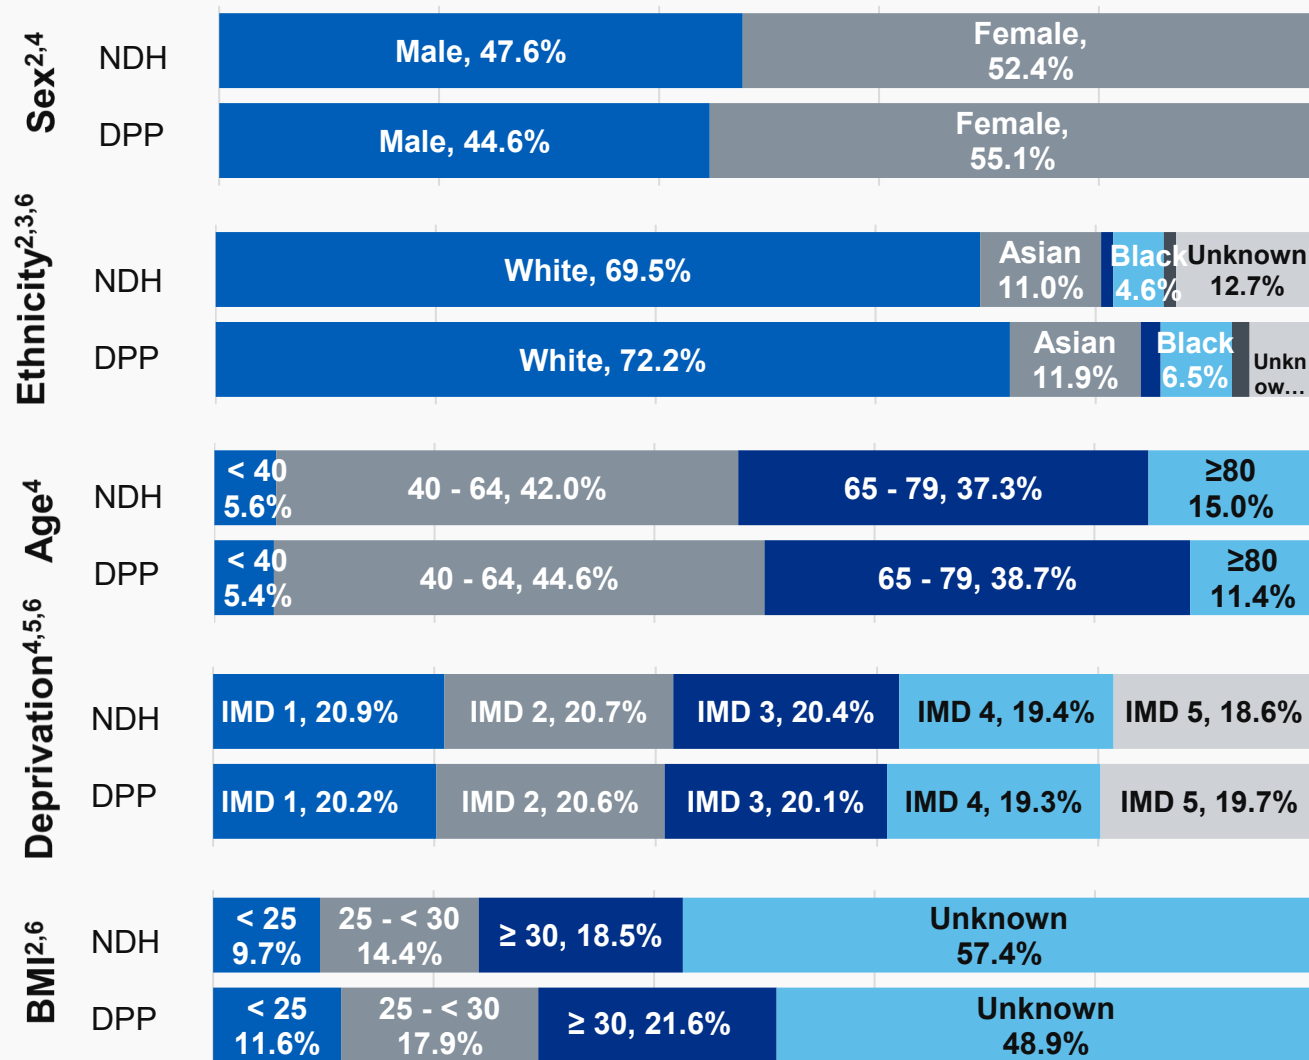 Sex2,4
NDH
Male, 47.6%
Female,
52.4%
DPP
Male, 44.6%
Female,
55.1%
Ethnicity2,3,6
NDH
White, 69.5%
Asian
11.0%
Black
4.6%
Unknown
12.7%
DPP
White, 72.2%
Asian
11.9%
Black
6.5%
Unkn
ow...
Age4
NDH
< 40
5.6%
40 - 64, 42.0%
65 - 79, 37.3%
≥80
15.0%
DPP
< 40
5.4%
40 - 64, 44.6%
65 - 79, 38.7%
≥80
11.4%
Deprivation4,5,6
NDH
IMD 1, 20.9%
IMD 2, 20.7%
IMD 3, 20.4%
IMD 4, 19.4%
IMD 5, 18.6%
DPP
IMD 1, 20.2%
IMD 2, 20.6%
IMD 3, 20.1%
IMD 4, 19.3%
IMD 5, 19.7%
BMI2,6
NDH
< 25
9.7%
25 - < 30
14.4%
≥ 30, 18.5%
Unknown
57.4%
DPP
< 25
11.6%
25 - < 30
17.9%
≥ 30, 21.6%
Unknown
48.9%